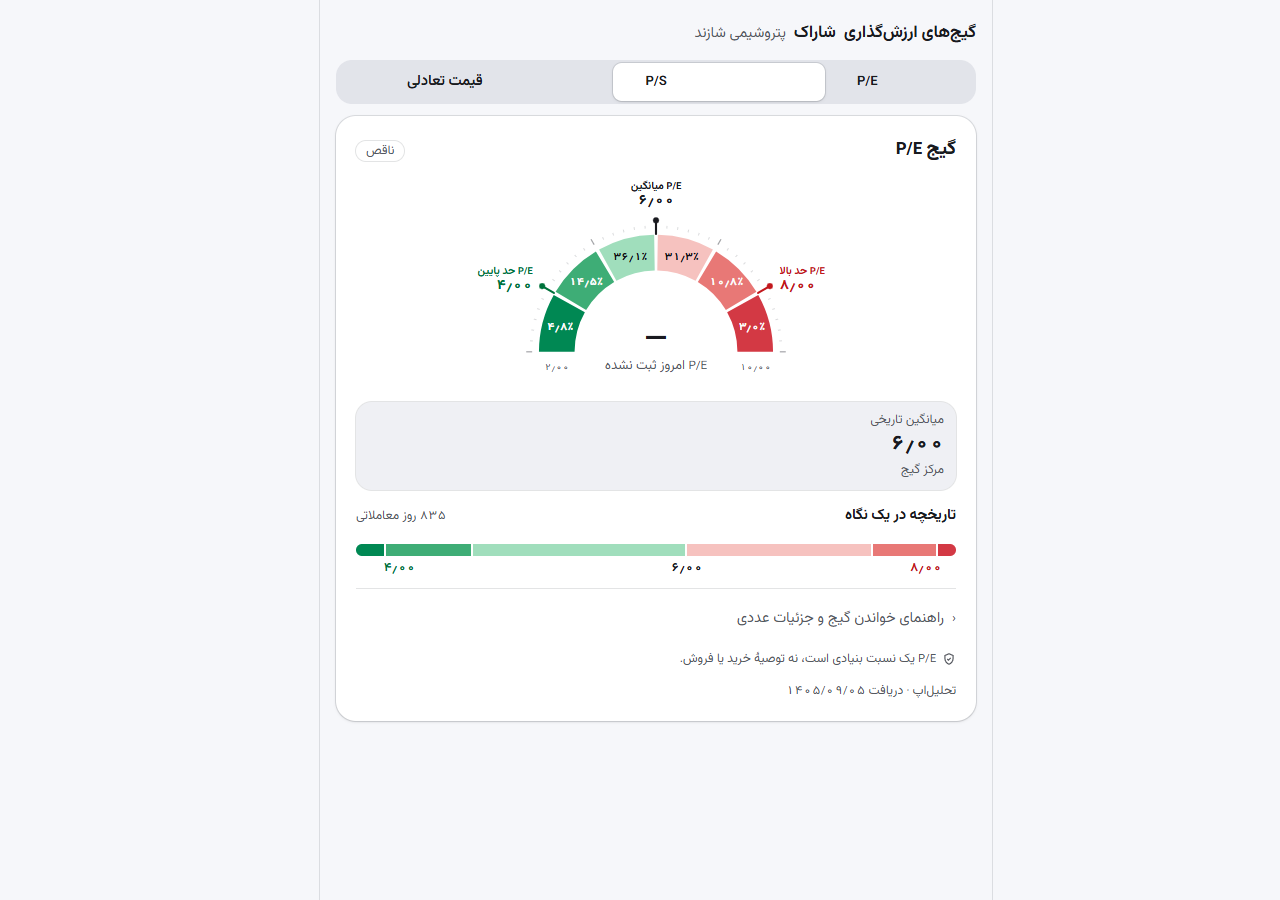 گیج‌های ارزش‌گذاری شاراک پتروشیمی شازند
P/E
P/S
قیمت تعادلی
گیج P/E
ناقص
P/E میانگین
۶٫۰۰
P/E حد بالا
۸٫۰۰
P/E حد پایین
۴٫۰۰
۳٫۰٪
۱۰٫۸٪
۳۱٫۳٪
۳۶٫۱٪
۱۴٫۵٪
۴٫۸٪
—
P/E امروز ثبت نشده
۱۰٫۰۰
۲٫۰۰
میانگین تاریخی
۶٫۰۰
مرکز گیج
تاریخچه در یک نگاه
۸۳۵ روز معاملاتی
۸٫۰۰
۶٫۰۰
۴٫۰۰
‹ راهنمای خواندن گیج و جزئیات عددی
P/E یک نسبت بنیادی است، نه توصیهٔ خرید یا فروش.
تحلیل‌اپ · دریافت ۱۴۰۵/۰۹/۰۵